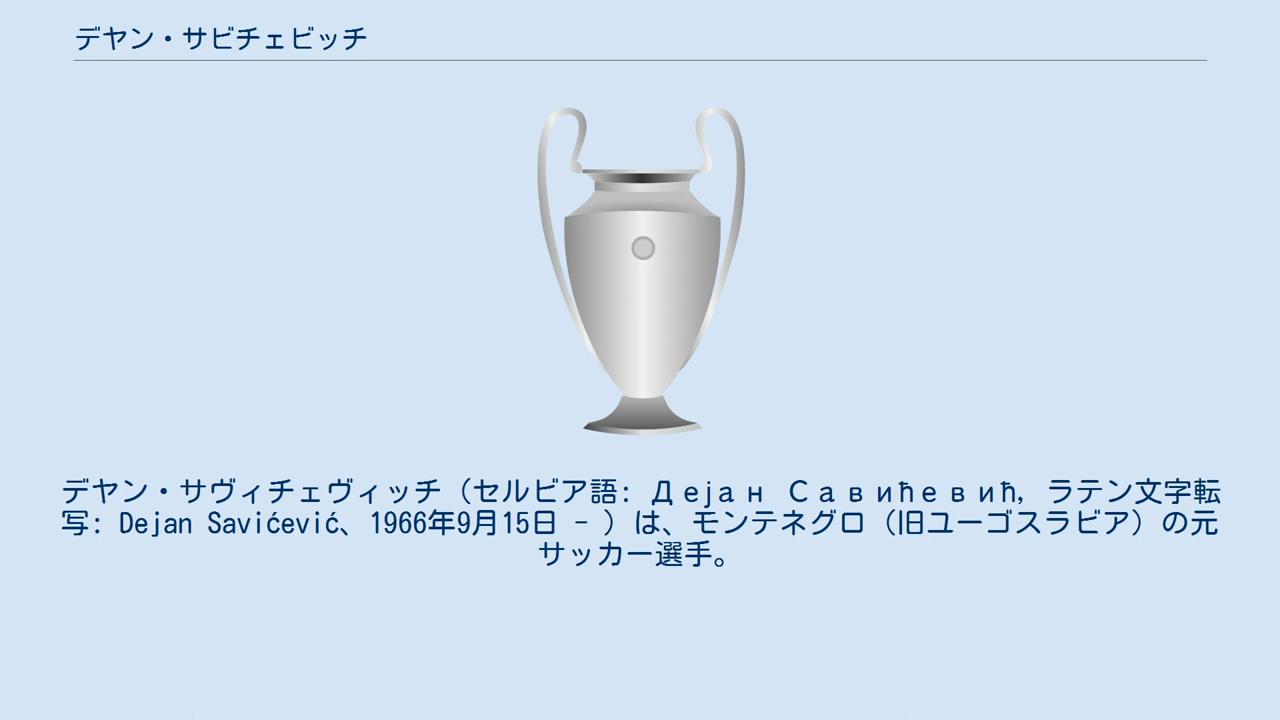 デヤン・サビチェビッチ
デヤン・サヴィチェヴィッチ（セルビア語: Дejaн Савићевић, ラテン文字転
写: Dejan Savićević、1966年9月15日 - ）は、モンテネグロ（旧ユーゴスラビア）の元
サッカー選手。